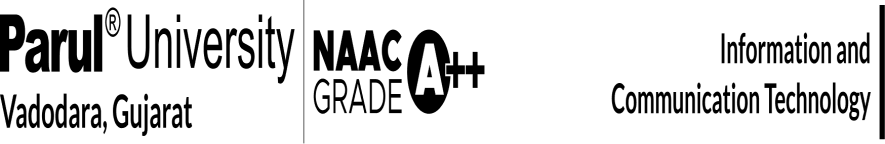 Parul® University
Vadodara, Gujarat
NAAC
GRADE A++
Information and
Communication Technology